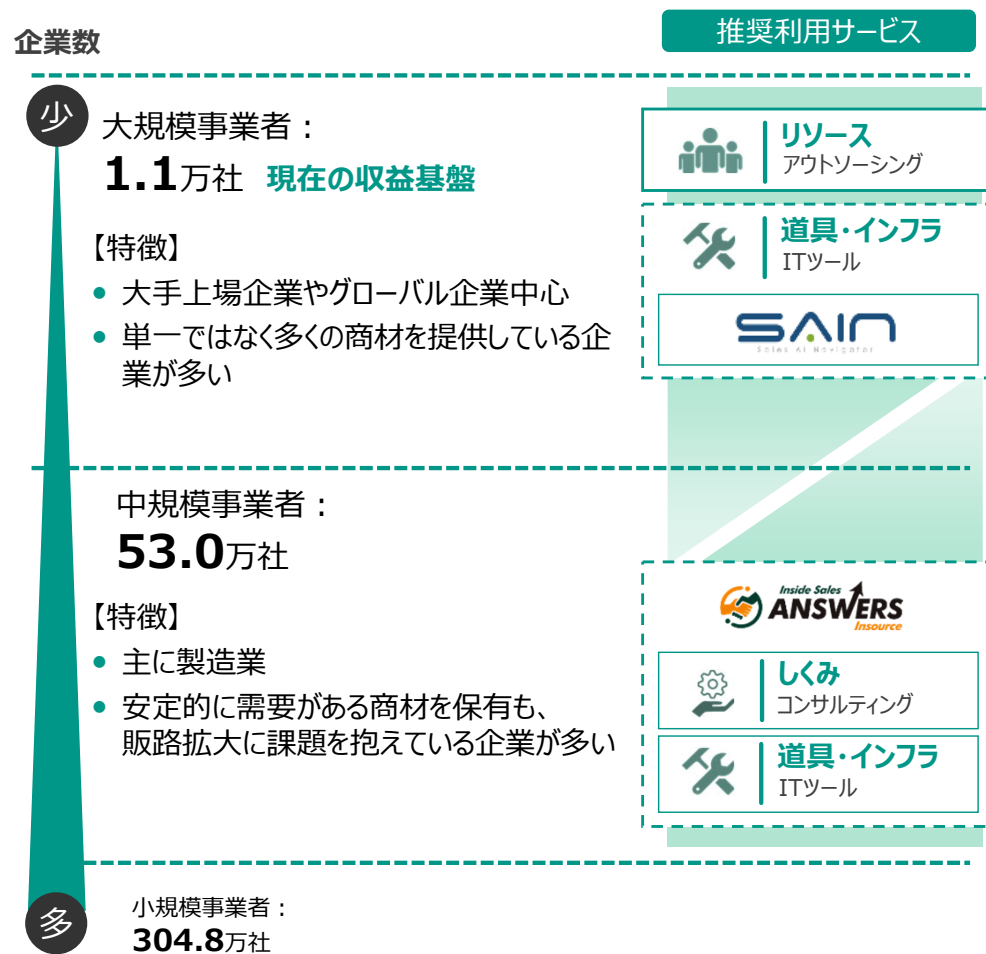 企業数
推奨利用サービス
少
大規模事業者：
1.1万社 現在の収益基盤
【特徴】
• 大手上場企業やグローバル企業中心
• 単一ではなく多くの商材を提供している企
業が多い
リソース
アウトソーシング
道具・インフラ
ITツール
SAIN
Sales AI Navigator
中規模事業者：
53.0万社
【特徴】
• 主に製造業
• 安定的に需要がある商材を保有も、
販路拡大に課題を抱えている企業が多い
Inside Sales
ANSWERS
Insource
しくみ
コンサルティング
道具・インフラ
ITツール
多
小規模事業者：
304.8万社